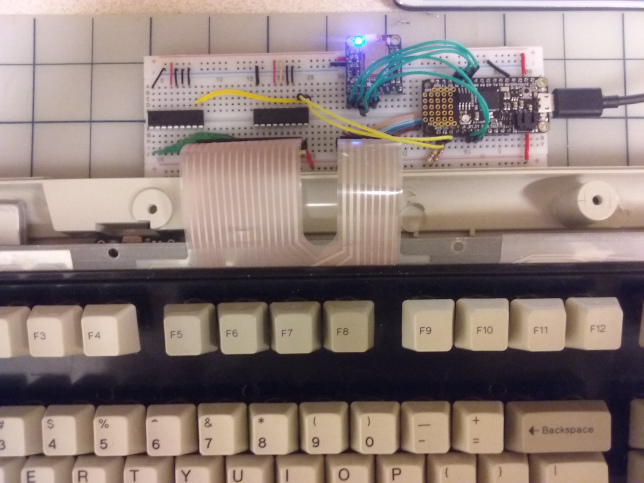 F3 F4 F5 F6 F7 F8 F9 F10 F11 F12
# $ % ^ & * ( ) — +
3 4 5 6 7 8 9 0 - = ←Backspace
E R T Y U I O P { } |